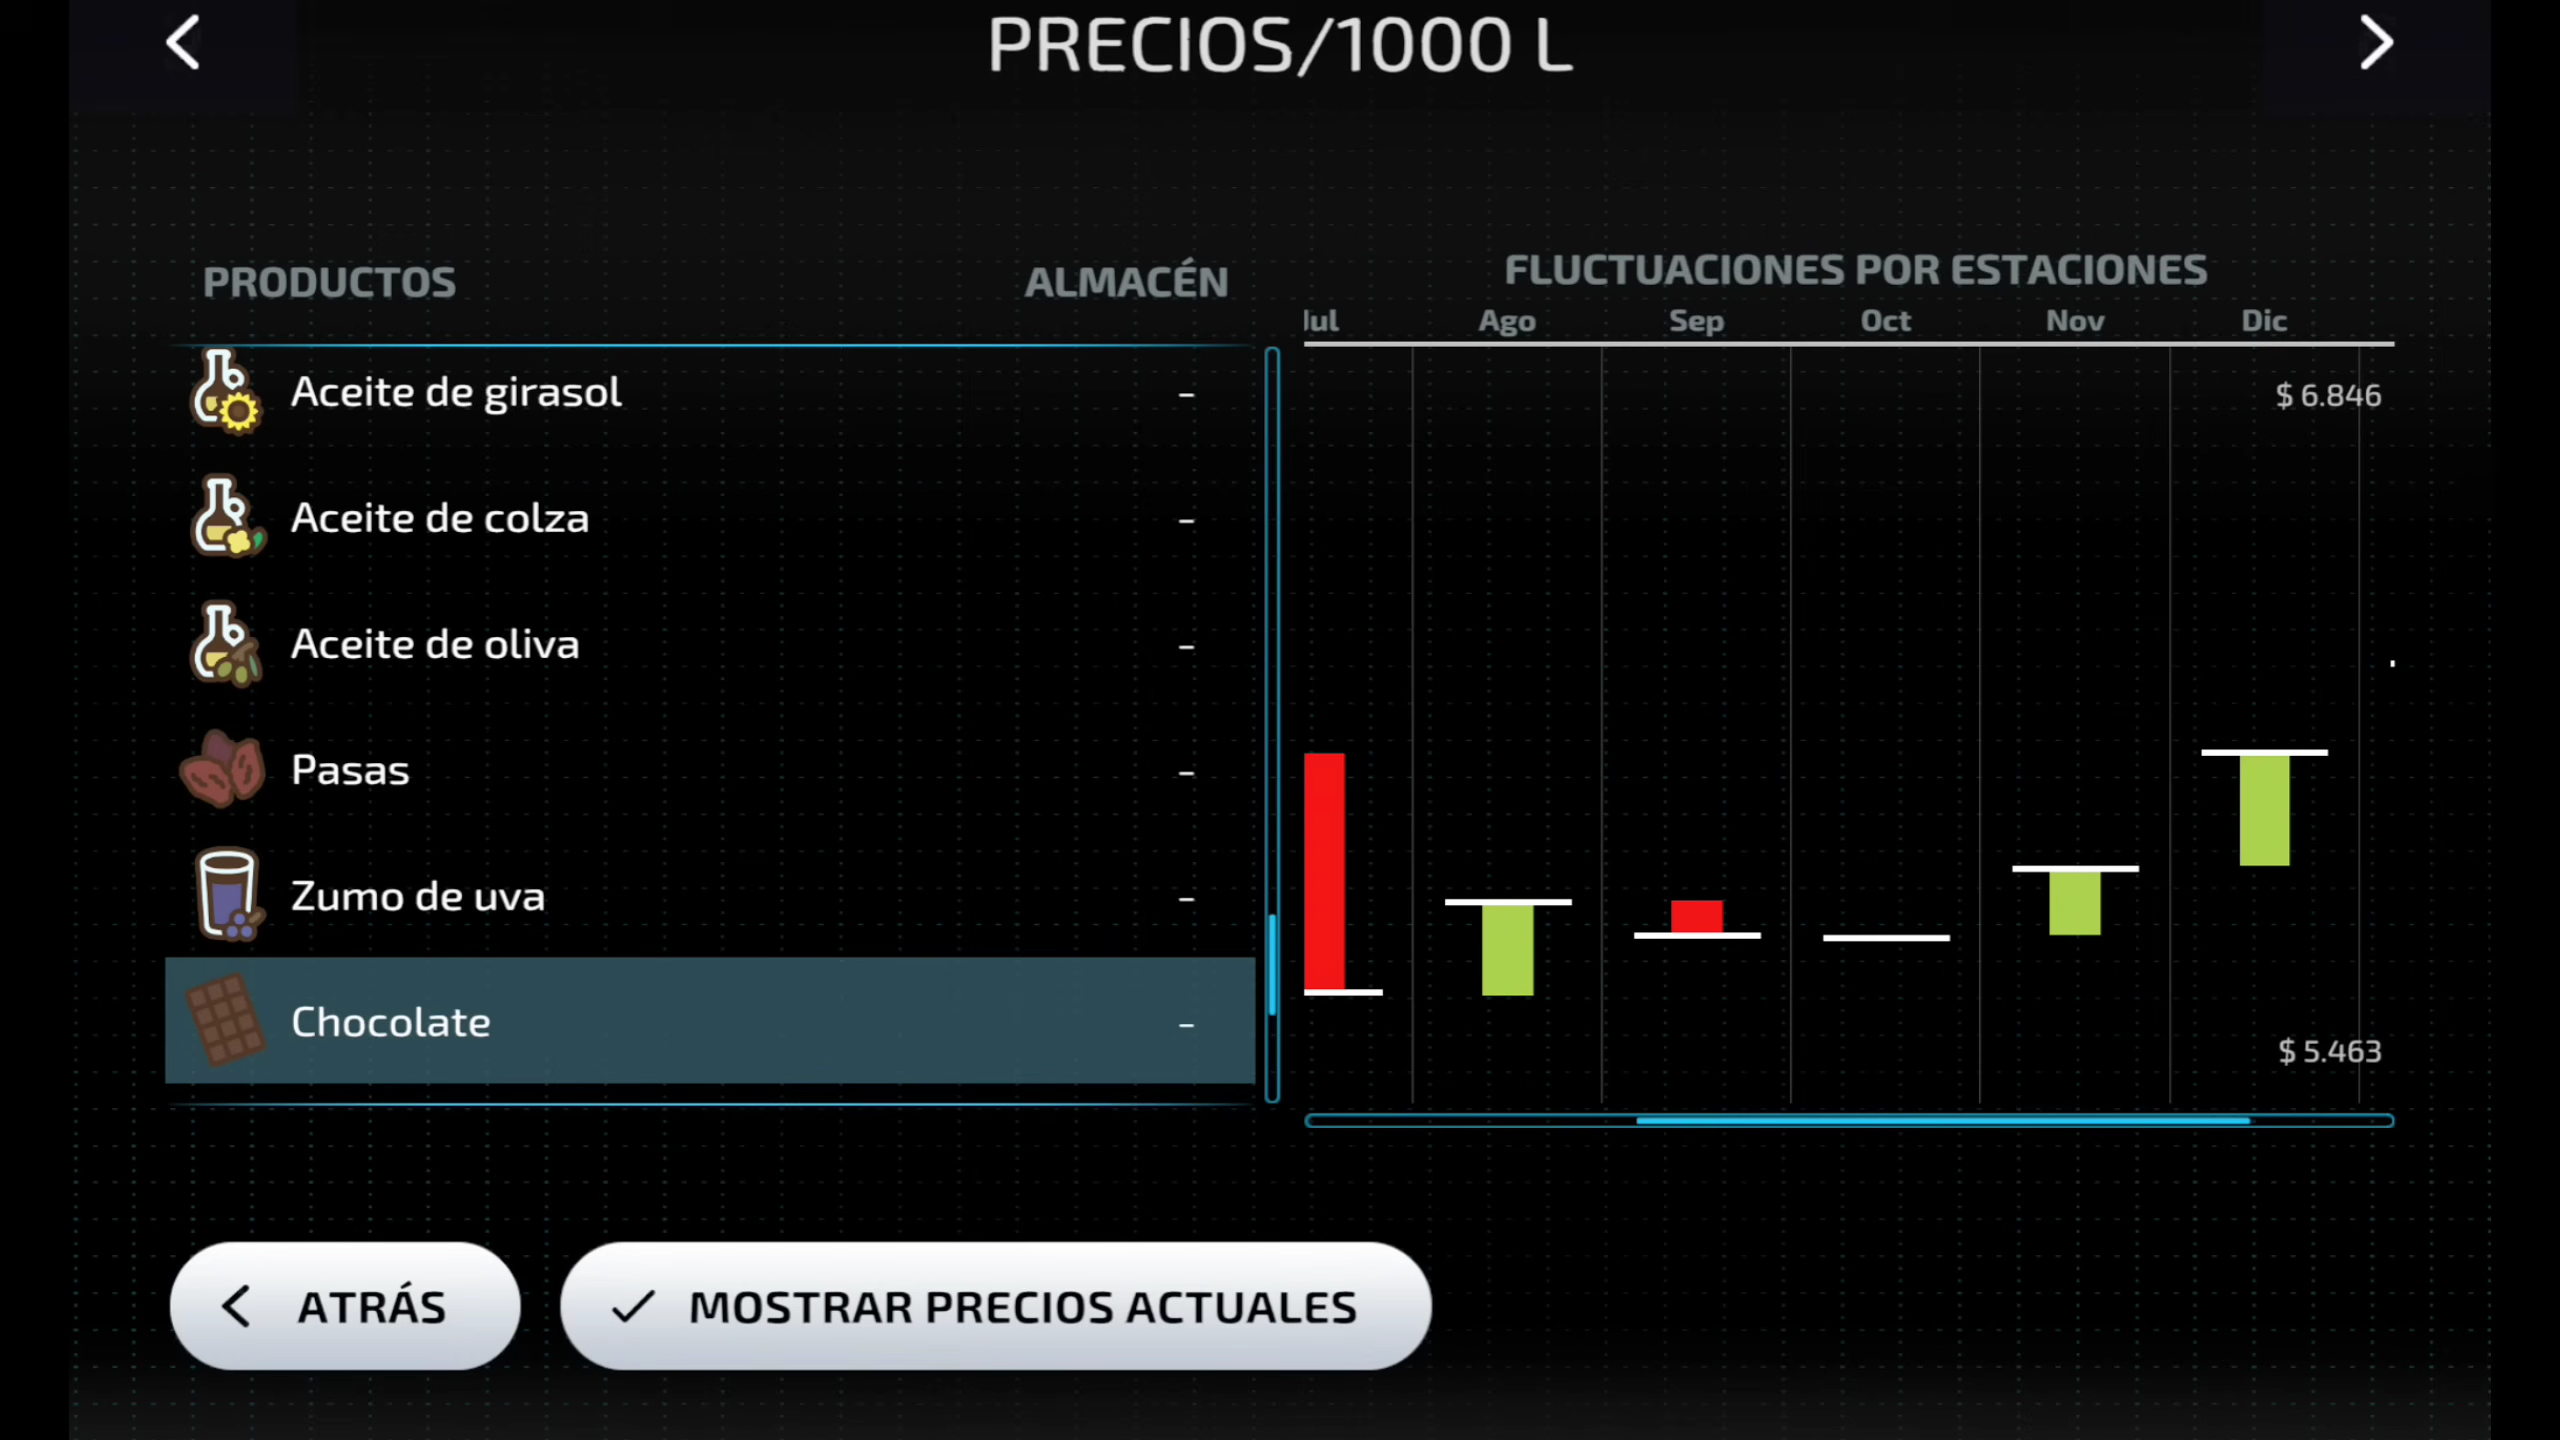 PRECIOS/1000 L
PRODUCTOS
ALMACÉN
FLUCTUACIONES POR ESTACIONES
Jul Ago Sep Oct Nov Dic
Aceite de girasol -
Aceite de colza -
Aceite de oliva -
Pasas -
Zumo de uva -
Chocolate -
$ 6.846
$ 5.463
ATRÁS
MOSTRAR PRECIOS ACTUALES